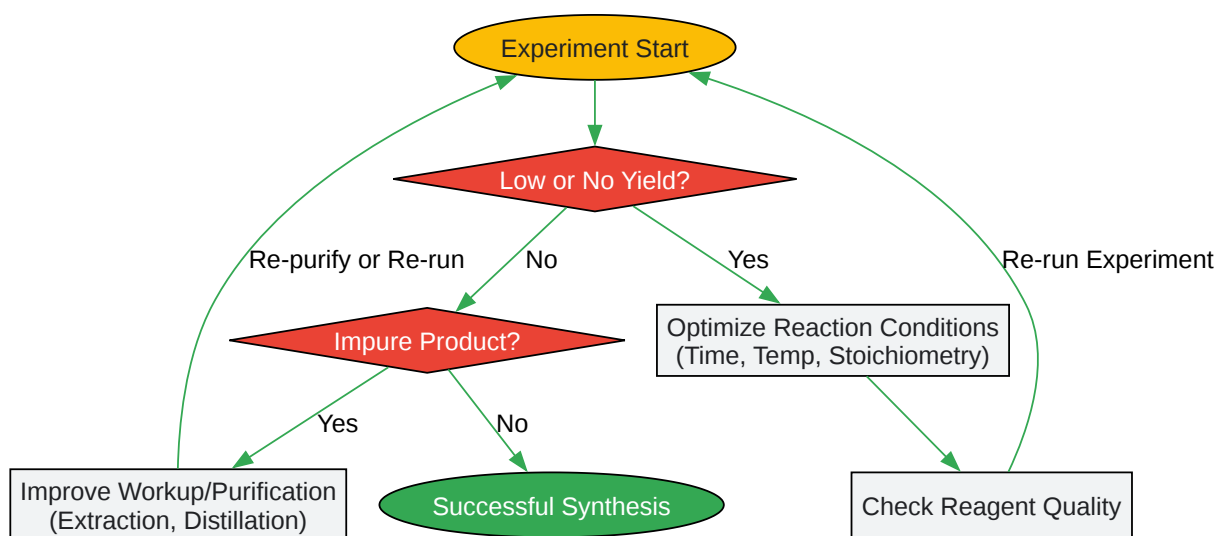 Experiment Start
Low or No Yield?
Re-purify or Re-run
No
Yes
Re-run Experiment
Impure Product?
Optimize Reaction Conditions
(Time, Temp, Stoichiometry)
Yes
No
Improve Workup/Purification
(Extraction, Distillation)
Successful Synthesis
Check Reagent Quality